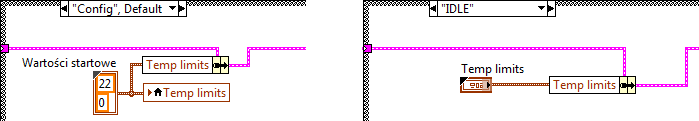 "Config", Default
Wartości startowe
22
0
Temp limits
Temp limits
"IDLE"
Temp limits
Temp limits